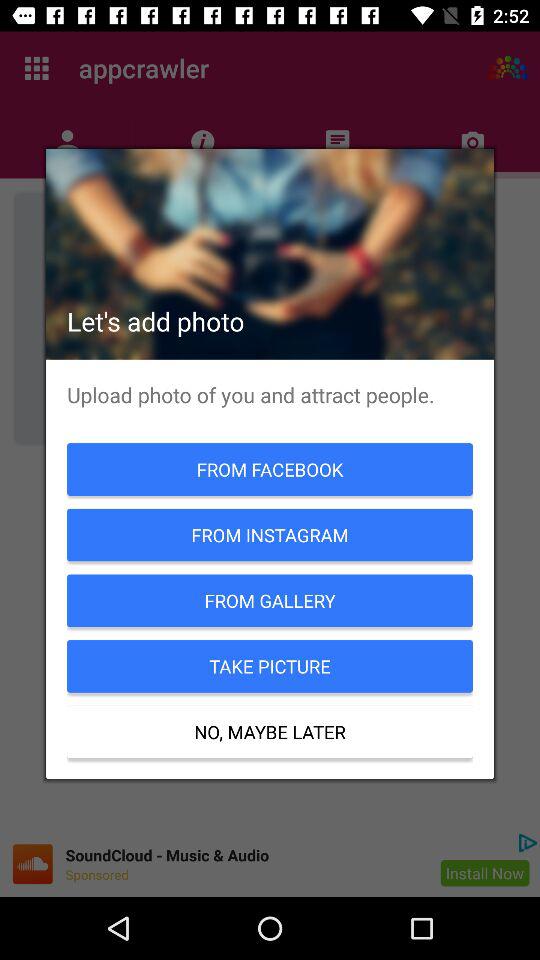 2:52
appcrawler
Let's add photo
Upload photo of you and attract people.
FROM FACEBOOK
FROM INSTAGRAM
FROM GALLERY
TAKE PICTURE
NO, MAYBE LATER
SoundCloud - Music & Audio
Sponsored
Install Now